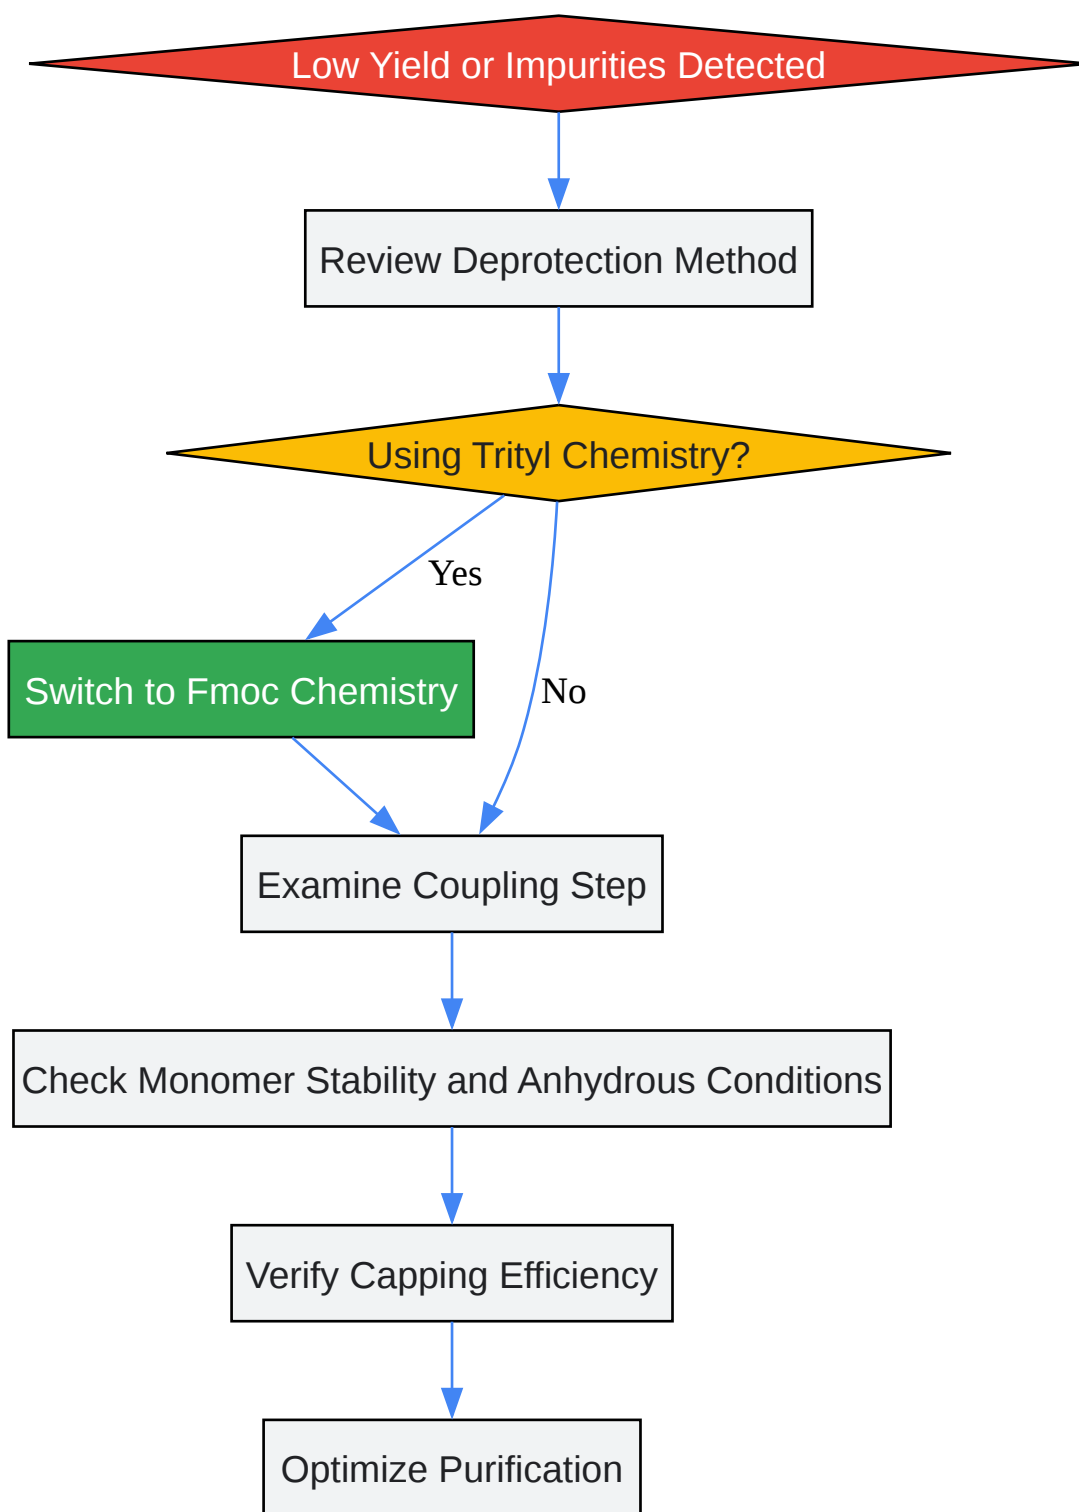 Low Yield or Impurities Detected
Review Deprotection Method
Using Trityl Chemistry?
Yes
Switch to Fmoc Chemistry
No
Examine Coupling Step
Check Monomer Stability and Anhydrous Conditions
Verify Capping Efficiency
Optimize Purification